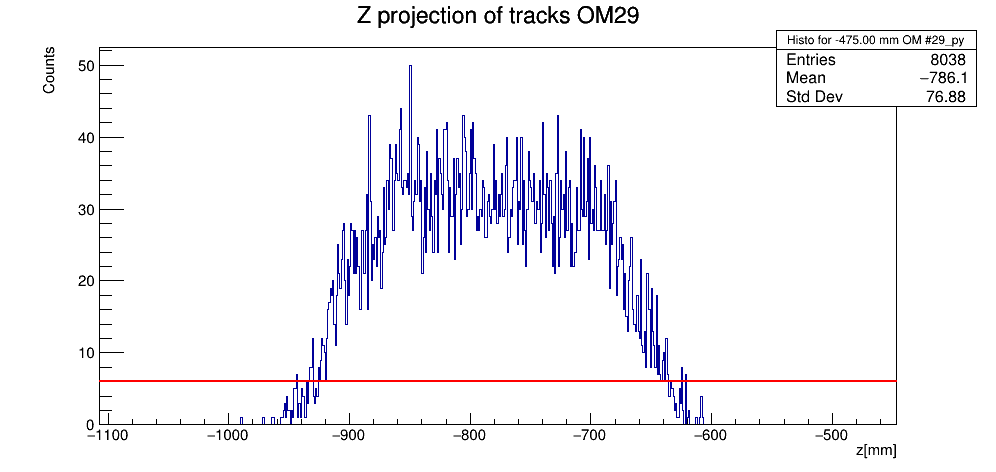 Z projection of tracks OM29
Histo for -475.00 mm OM #29_py
Entries 8038
Mean −786.1
Std Dev 76.88
Counts
50
40
30
20
10
0
−1100 −1000 −900 −800 −700 −600 −500
z[mm]